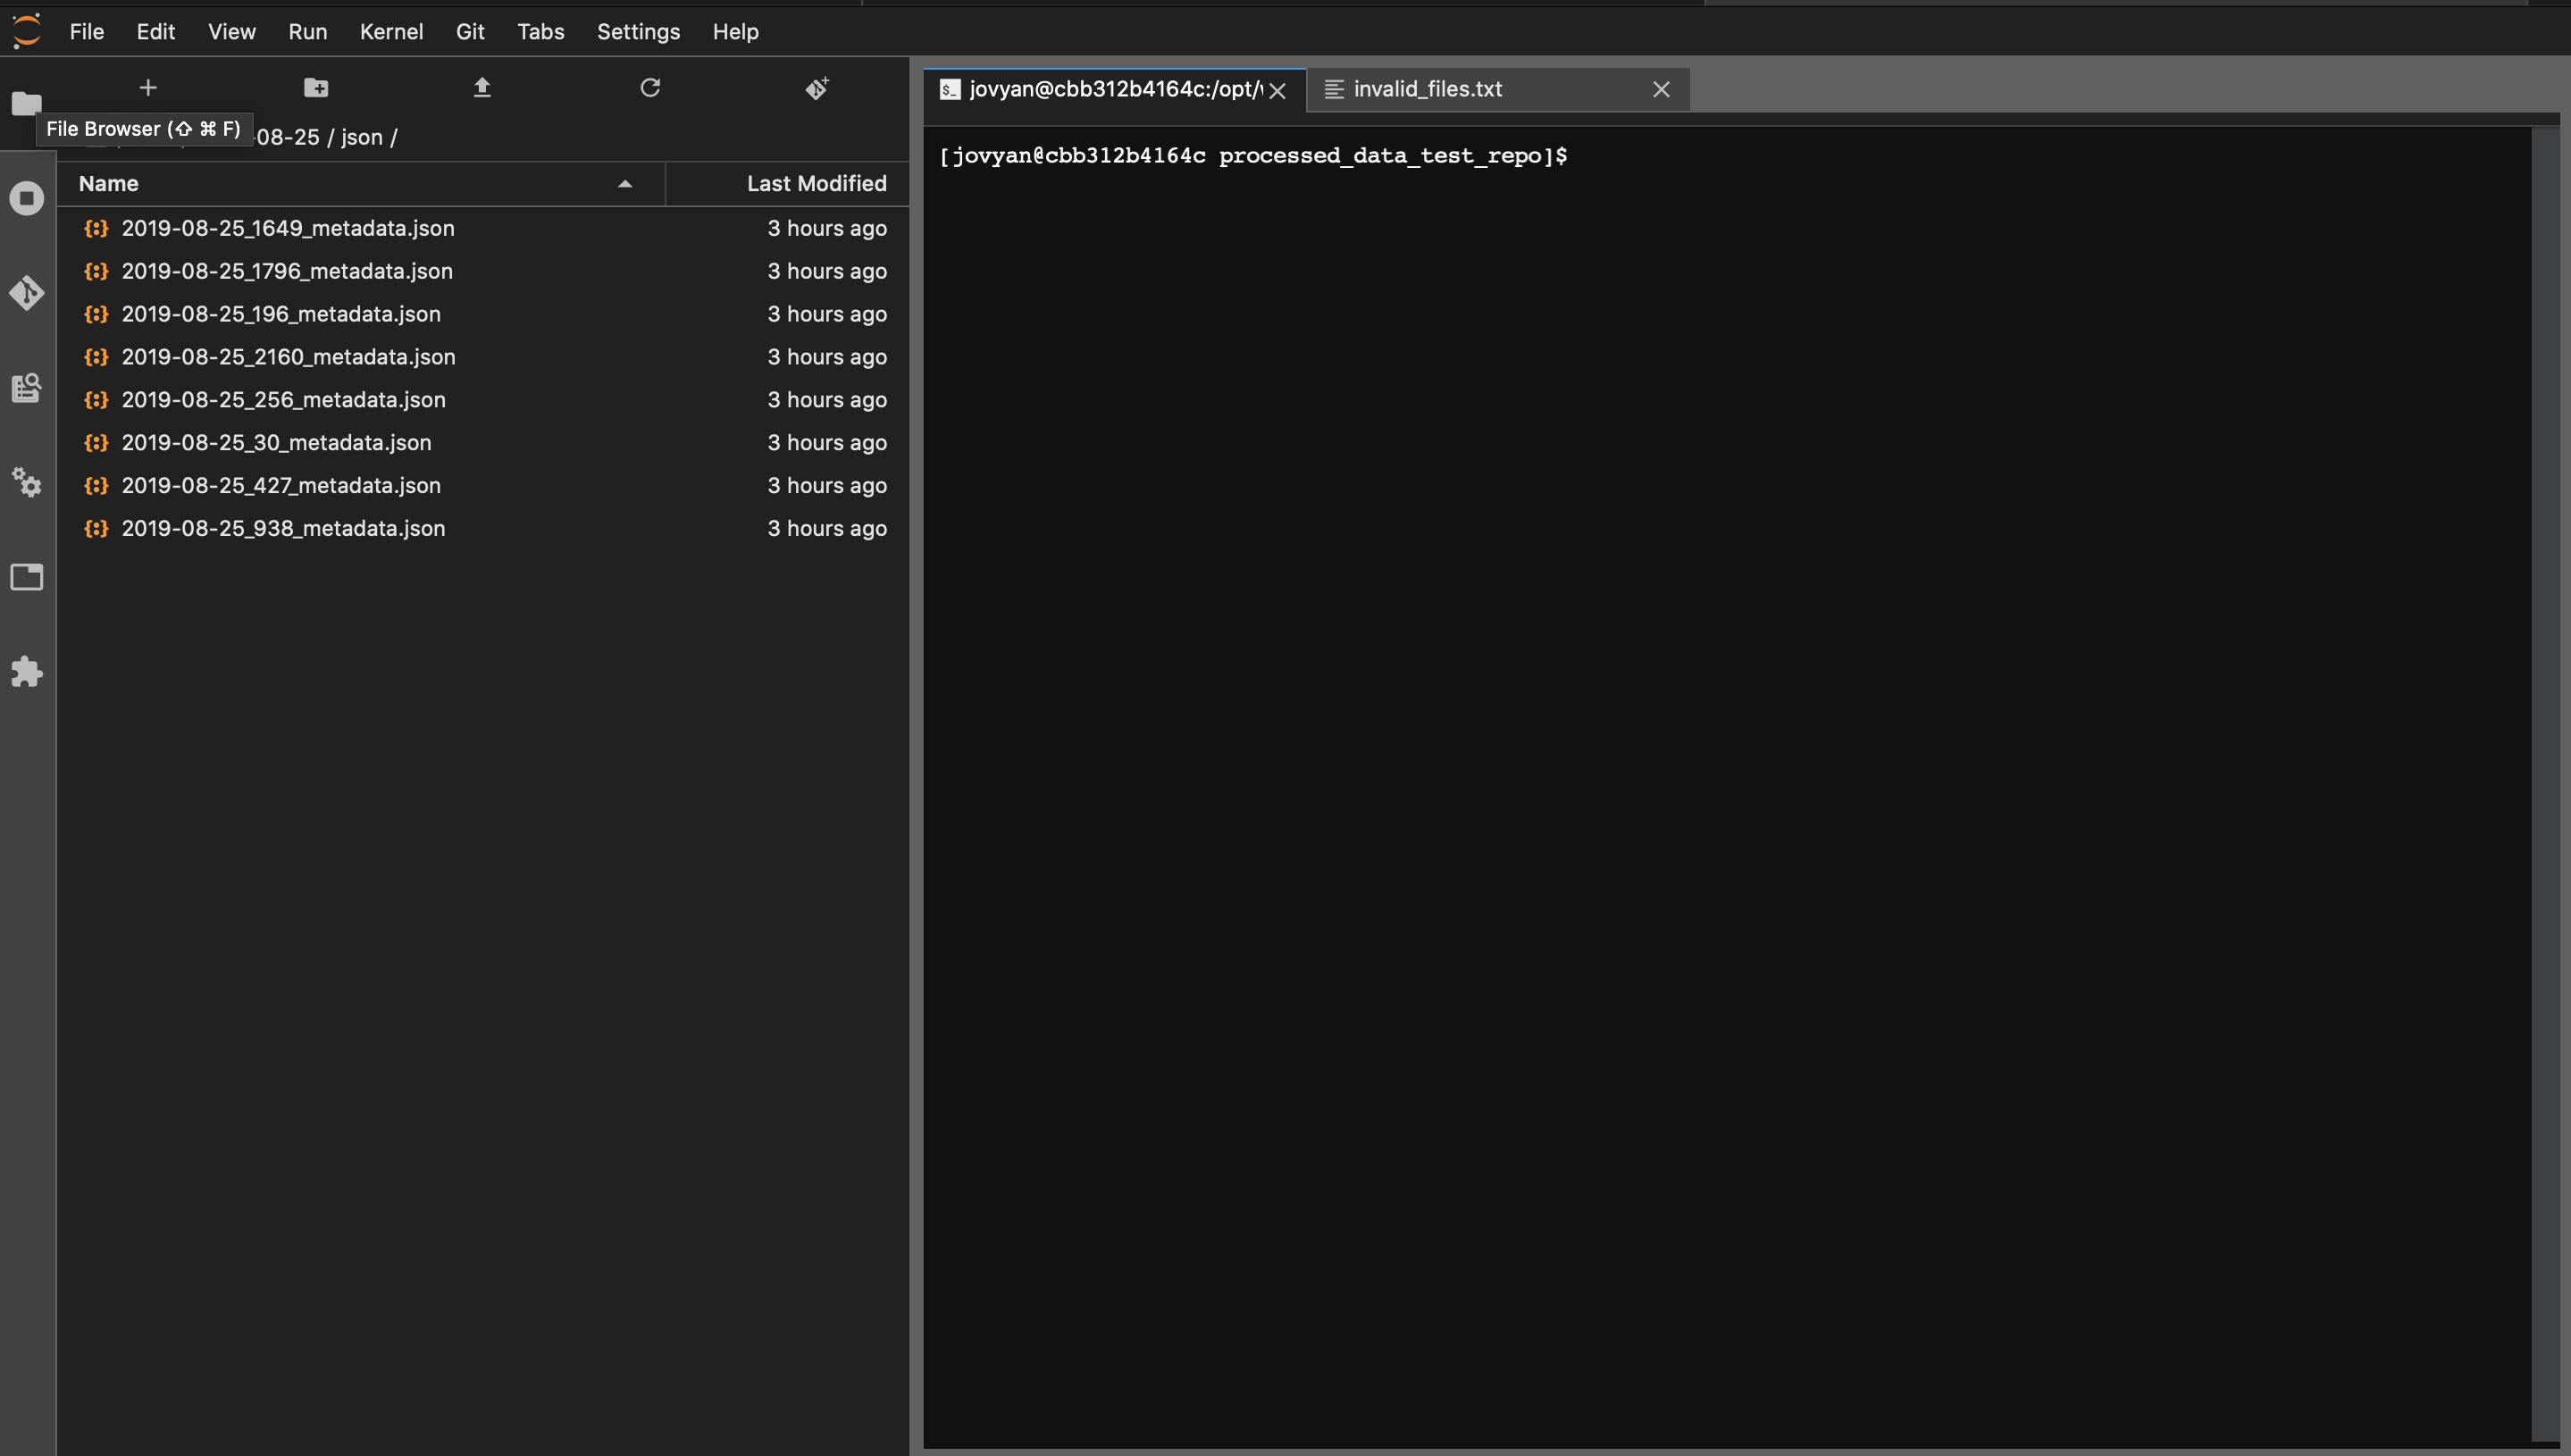 File Edit View Run Kernel Git Tabs Settings Help
File Browser (⇧ ⌘ F)
-08-25 / json /
Name Last Modified
2019-08-25_1649_metadata.json 3 hours ago
2019-08-25_1796_metadata.json 3 hours ago
2019-08-25_196_metadata.json 3 hours ago
2019-08-25_2160_metadata.json 3 hours ago
2019-08-25_256_metadata.json 3 hours ago
2019-08-25_30_metadata.json 3 hours ago
2019-08-25_427_metadata.json 3 hours ago
2019-08-25_938_metadata.json 3 hours ago
$_ jovyan@cbb312b4164c:/opt/
invalid_files.txt
[jovyan@cbb312b4164c processed_data_test_repo]$